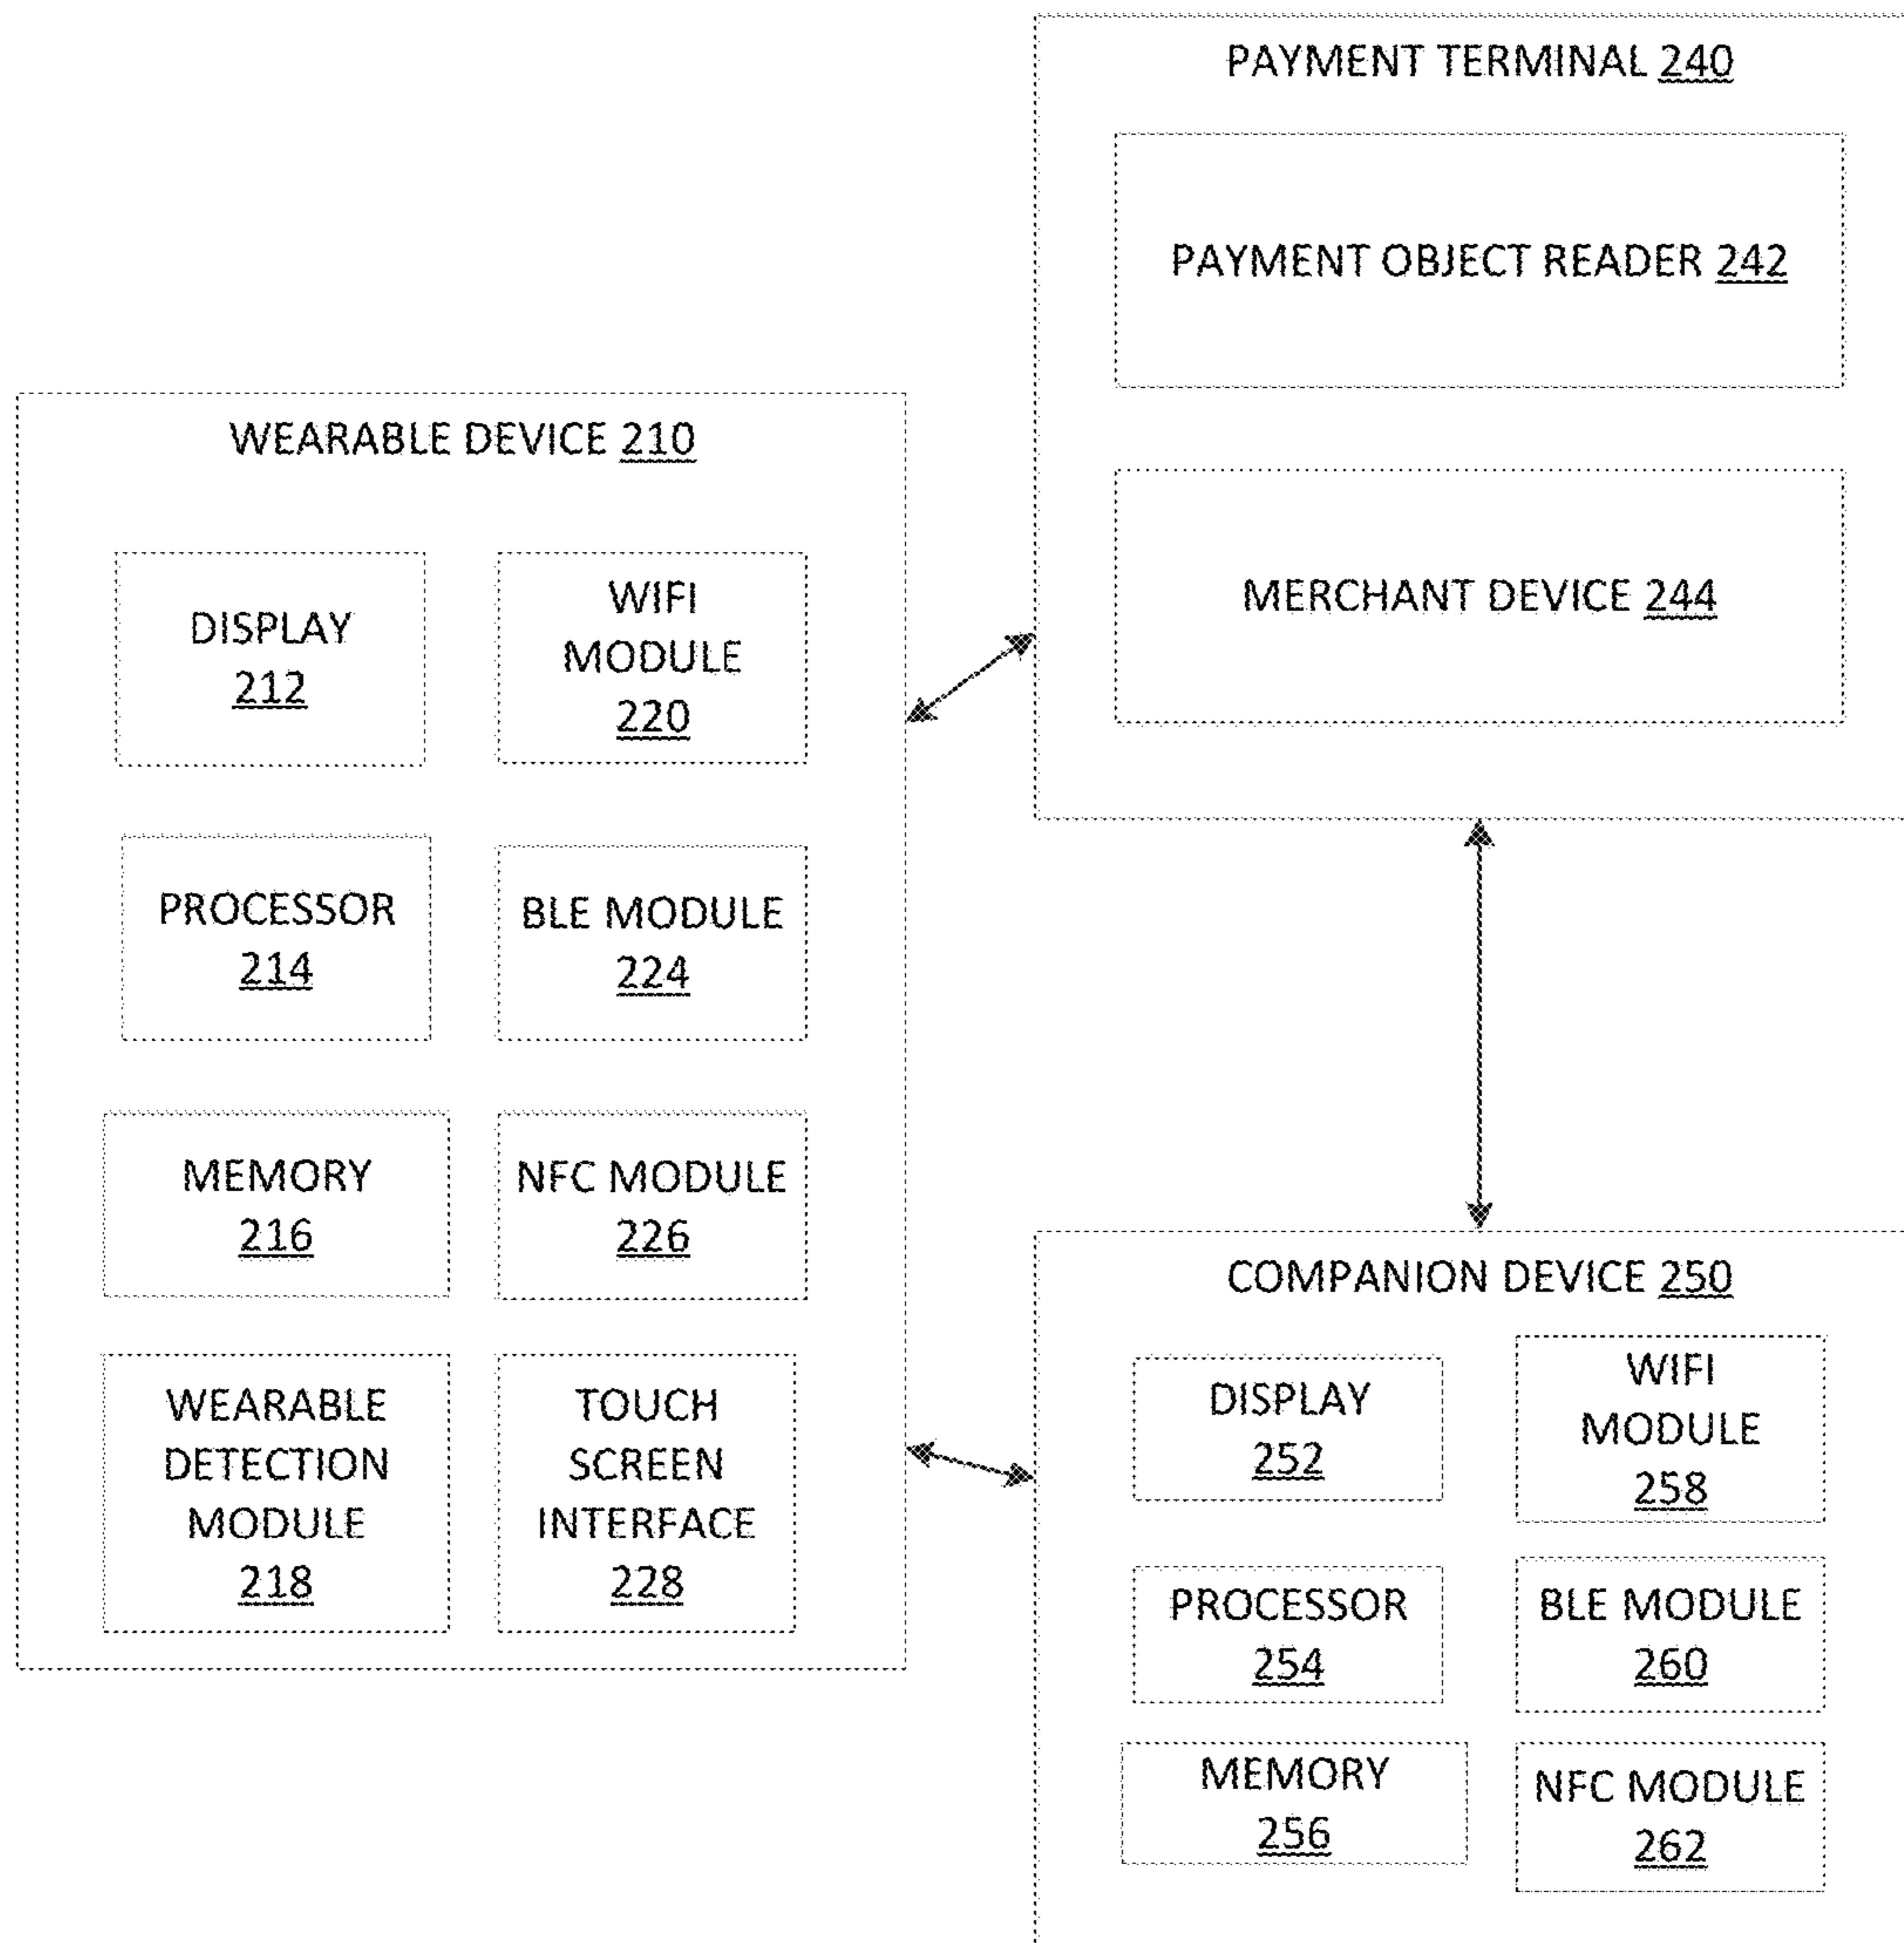 PAYMENT TERMINAL 240
PAYMENT OBJECT READER 242
MERCHANT DEVICE 244
WEARABLE DEVICE 210
DISPLAY
212
WIFI
MODULE
220
PROCESSOR
214
BLE MODULE
224
MEMORY
216
NFC MODULE
226
WEARABLE
DETECTION
MODULE
218
TOUCH
SCREEN
INTERFACE
228
COMPANION DEVICE 250
DISPLAY
252
WIFI
MODULE
258
PROCESSOR
254
BLE MODULE
260
MEMORY
256
NFC MODULE
262